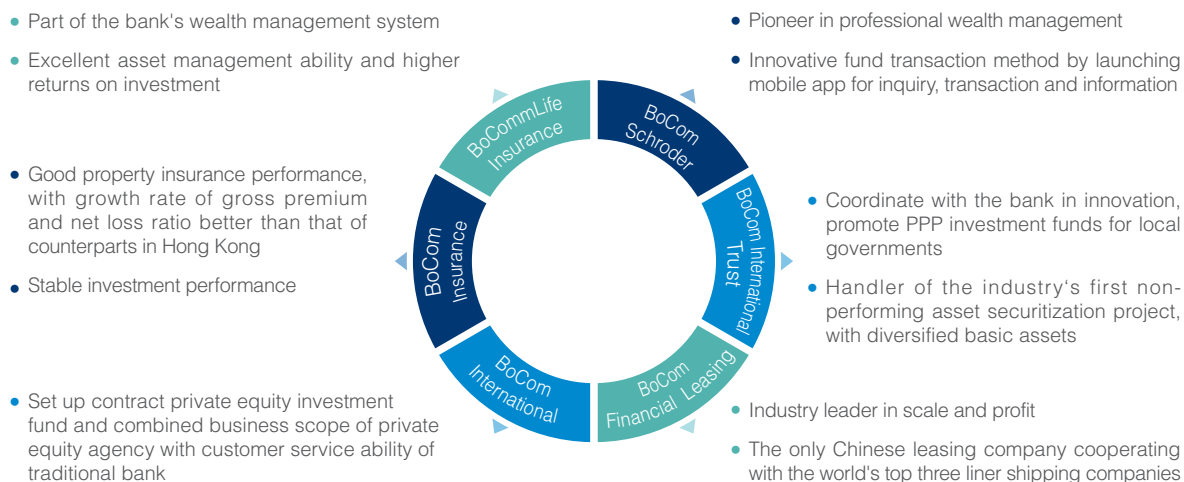 Part of the bank's wealth management system
Excellent asset management ability and higher
returns on investment
Pioneer in professional wealth management
Innovative fund transaction method by launching
mobile app for inquiry, transaction and information
BoCommLife
Insurance
BoCom
Schroder
Good property insurance performance,
with growth rate of gross premium
and net loss ratio better than that of
counterparts in Hong Kong
Stable investment performance
BoCom
Insurance
BoCom International
Trust
Coordinate with the bank in innovation,
promote PPP investment funds for local
governments
Handler of the industry‘s first non-
performing asset securitization project,
with diversified basic assets
BoCom
International
BoCom
Financial Leasing
Set up contract private equity investment
fund and combined business scope of private
equity agency with customer service ability of
traditional bank
Industry leader in scale and profit
The only Chinese leasing company cooperating
with the world's top three liner shipping companies